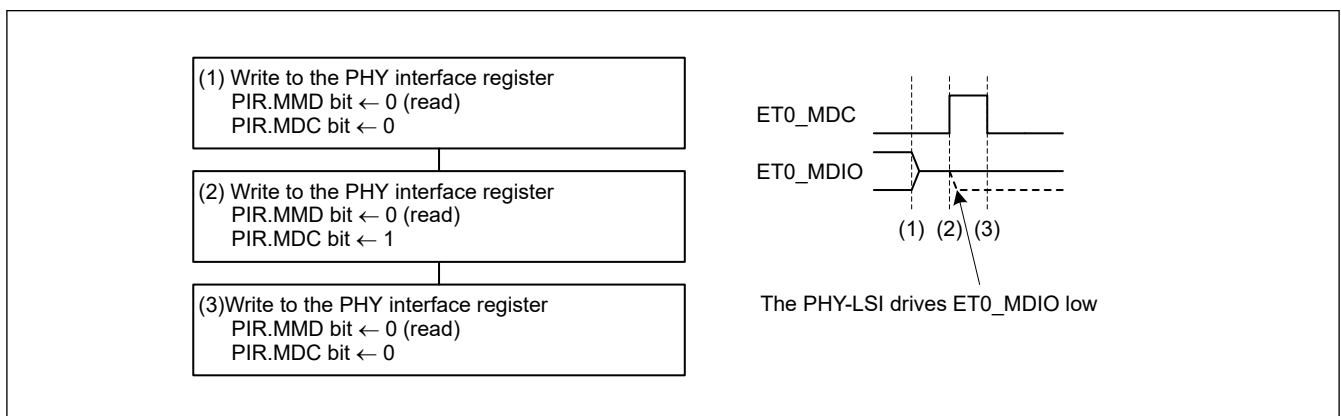 (1) Write to the PHY interface register
PIR.MMD bit ← 0 (read)
PIR.MDC bit ← 0
(2) Write to the PHY interface register
PIR.MMD bit ← 0 (read)
PIR.MDC bit ← 1
(3)Write to the PHY interface register
PIR.MMD bit ← 0 (read)
PIR.MDC bit ← 0
ET0_MDC
ET0_MDIO
(1) (2) (3)
The PHY-LSI drives ET0_MDIO low